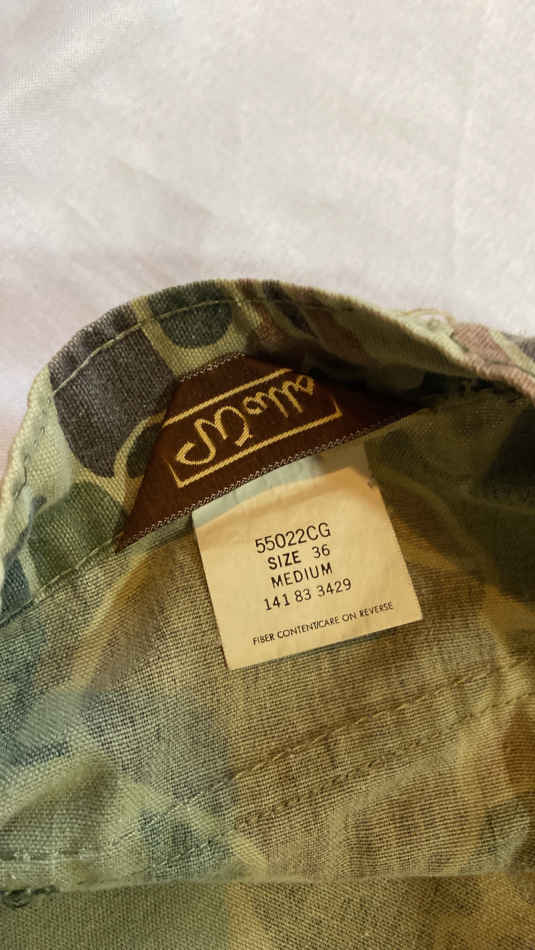 55022CG
SIZE 36
MEDIUM
141 83 3429
FIBER CONTENT/CARE ON REVERSE